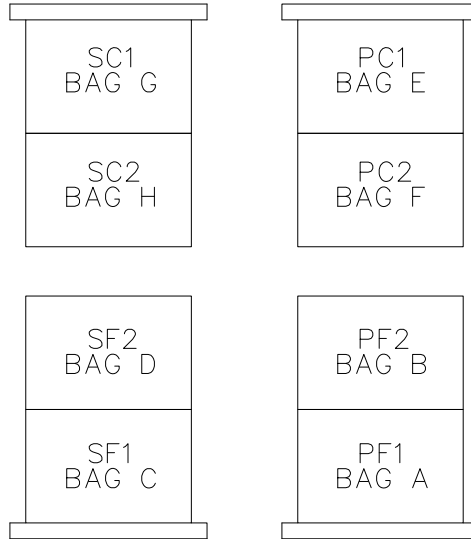 SC1
BAG G
PC1
BAG E
SC2
BAG H
PC2
BAG F
SF2
BAG D
PF2
BAG B
SF1
BAG C
PF1
BAG A